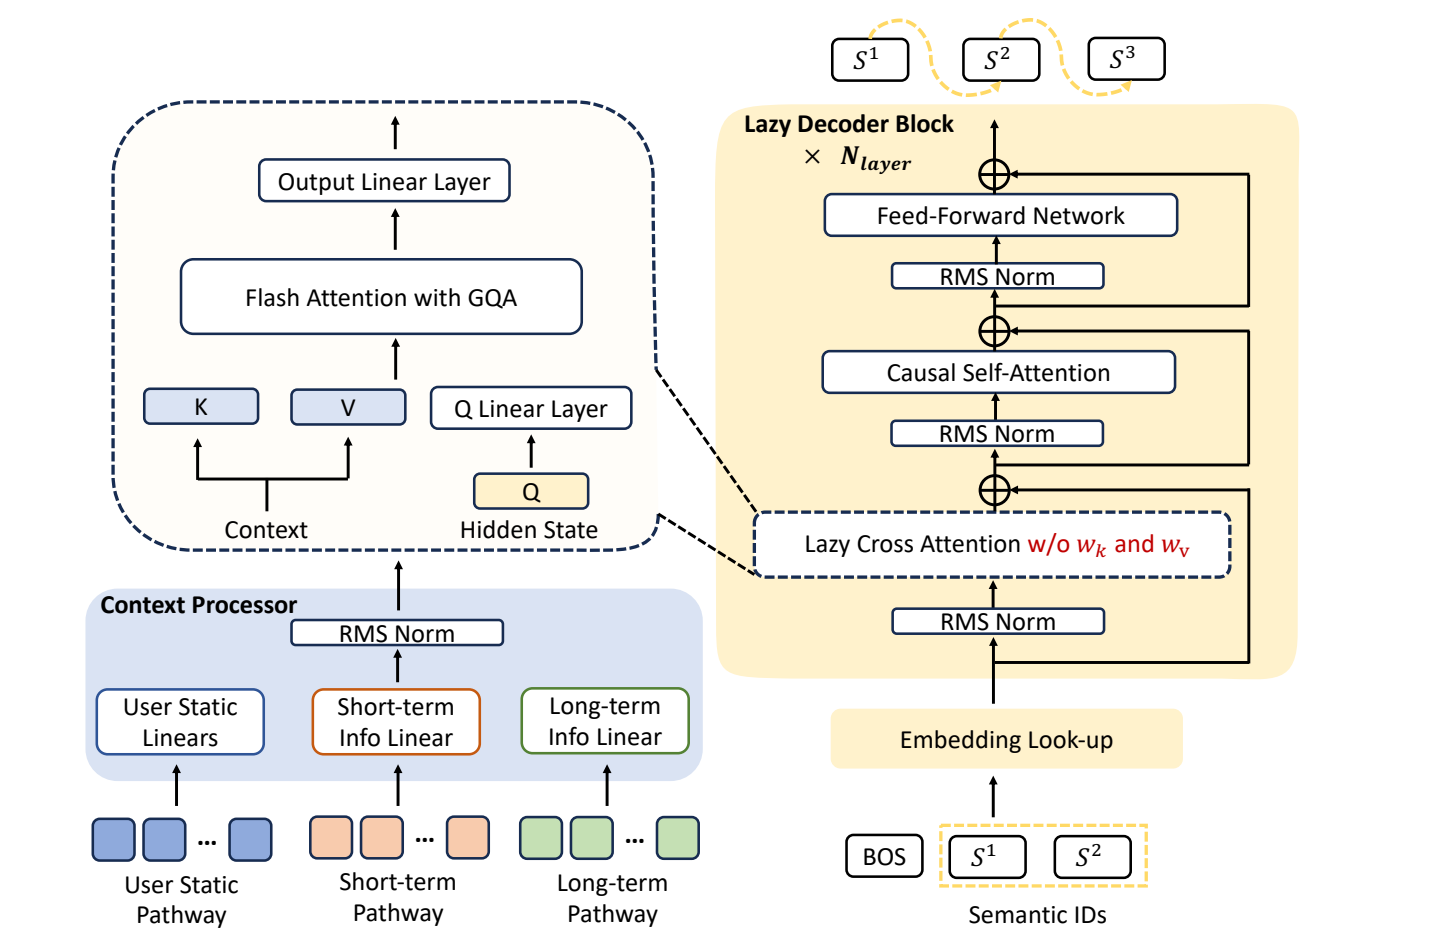 S¹
S²
S³
Lazy Decoder Block
× N_layer
Feed-Forward Network
RMS Norm
Causal Self-Attention
RMS Norm
Lazy Cross Attention w/o w_k and w_v
RMS Norm
Embedding Look-up
BOS
S¹
S²
Semantic IDs
Output Linear Layer
Flash Attention with GQA
K
V
Q Linear Layer
Q
Context
Hidden State
Context Processor
RMS Norm
User Static
Linears
Short-term
Info Linear
Long-term
Info Linear
...
...
...
User Static
Pathway
Short-term
Pathway
Long-term
Pathway